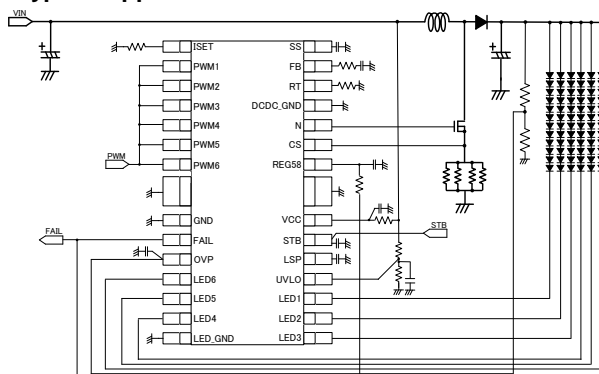 VIN
ISET
SS
PWM1
FB
PWM2
RT
PWM3
DCDC_GND
PWM4
N
PWM5
CS
PWM
PWM6
REG58
GND
VCC
FAIL
FAIL
STB
STB
OVP
LSP
LED6
UVLO
LED5
LED1
LED4
LED2
LED_GND
LED3